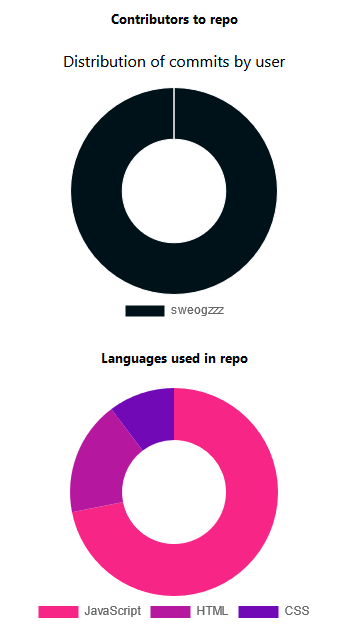 Contributors to repo
Distribution of commits by user
sweogzzz
Languages used in repo
JavaScript HTML CSS